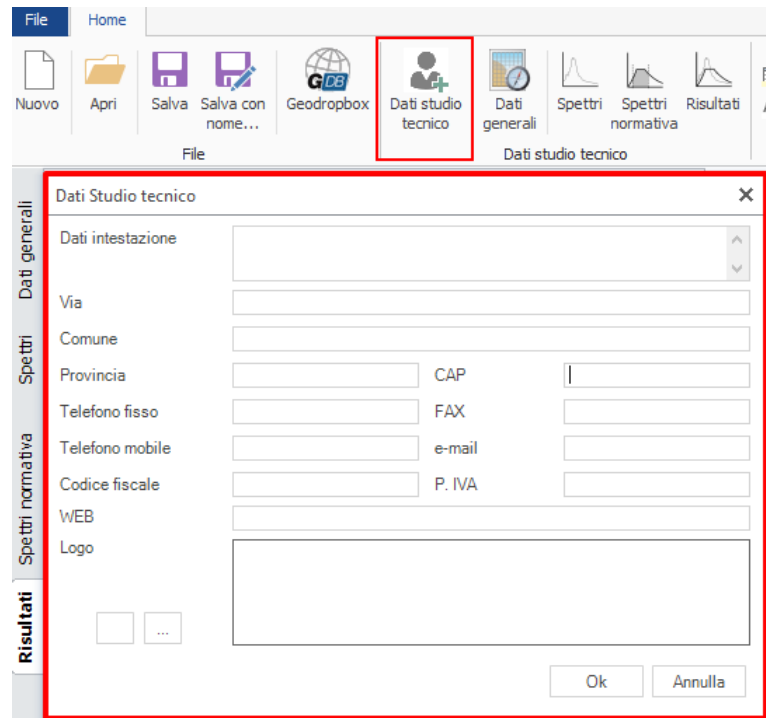 File Home
Nuovo Apri Salva Salva con nome... Geodropbox Dati studio tecnico Dati generali Spettri Spettri normativa Risultati
File Dati studio tecnico
Dati generali
Spettri
Spettri normativa
Risultati
Dati Studio tecnico
Dati intestazione
Via
Comune
Provincia CAP
Telefono fisso FAX
Telefono mobile e-mail
Codice fiscale P. IVA
WEB
Logo
...
Ok Annulla